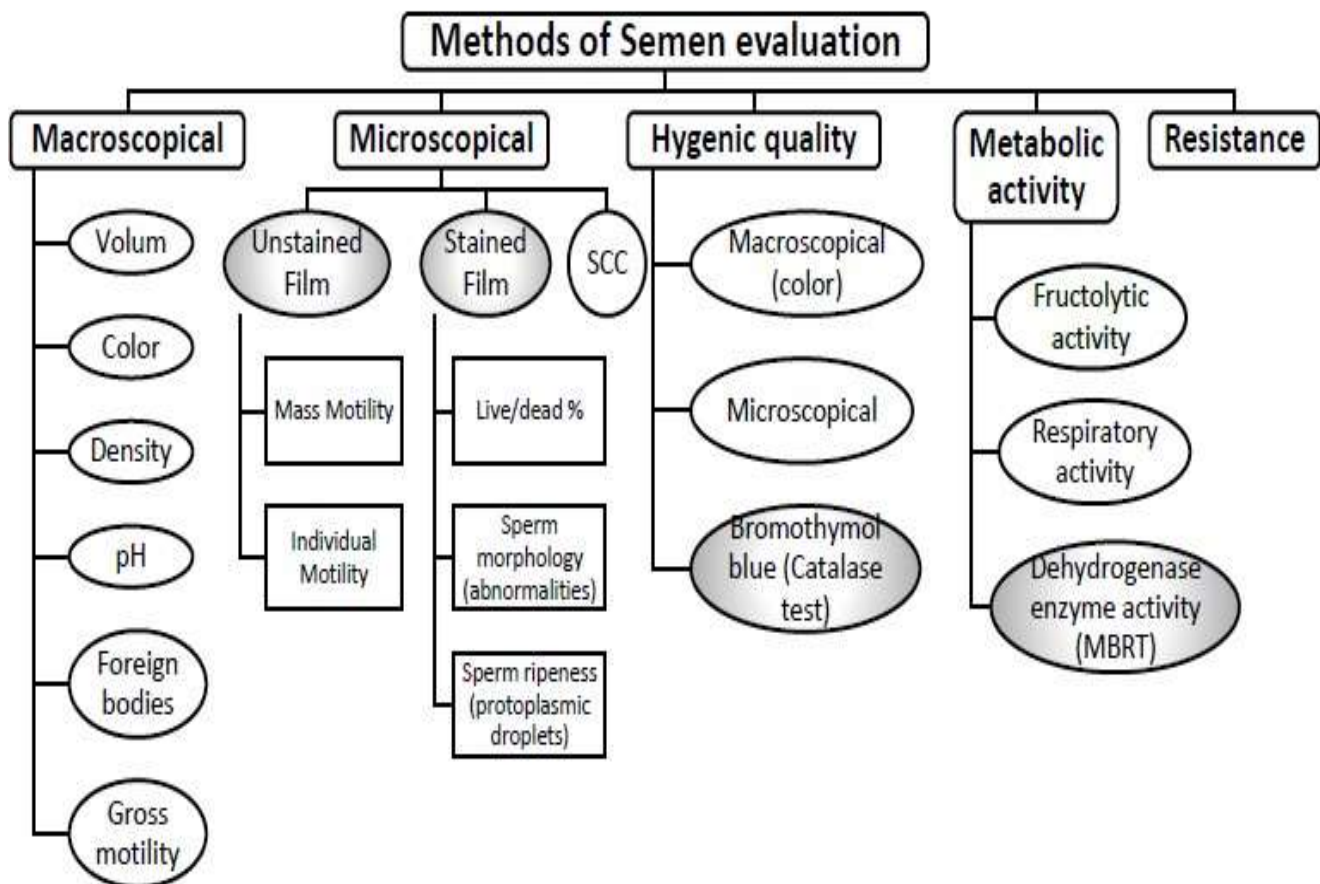 Methods of Semen evaluation
Macroscopical
Volum
Color
Density
pH
Foreign
bodies
Gross
motility
Microscopical
Unstained
Film
Mass Motility
Individual
Motility
Stained
Film
Live/dead %
Sperm
morphology
(abnormalities)
Sperm ripeness
(protoplasmic
droplets)
SCC
Hygenic quality
Macroscopical
(color)
Microscopical
Bromothymol
blue (Catalase
test)
Metabolic
activity
Fructolytic
activity
Respiratory
activity
Dehydrogenase
enzyme activity
(MBRT)
Resistance